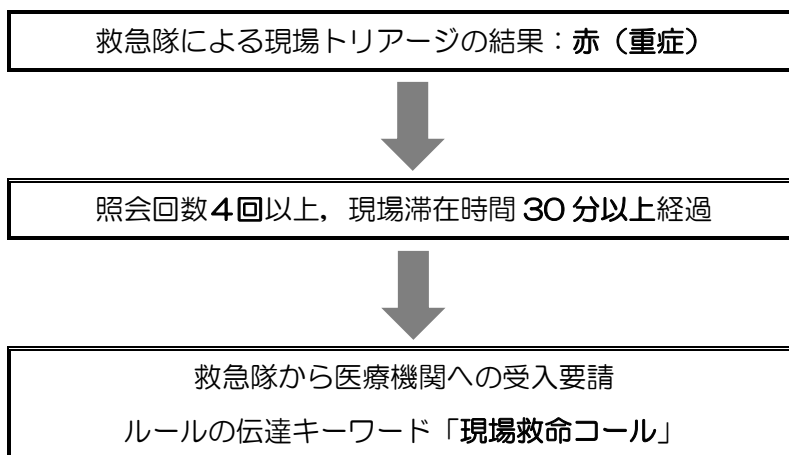 救急隊による現場トリアージの結果：赤（重症）
照会回数４回以上，現場滞在時間 30 分以上経過
救急隊から医療機関への受入要請
ルールの伝達キーワード「現場救命コール」